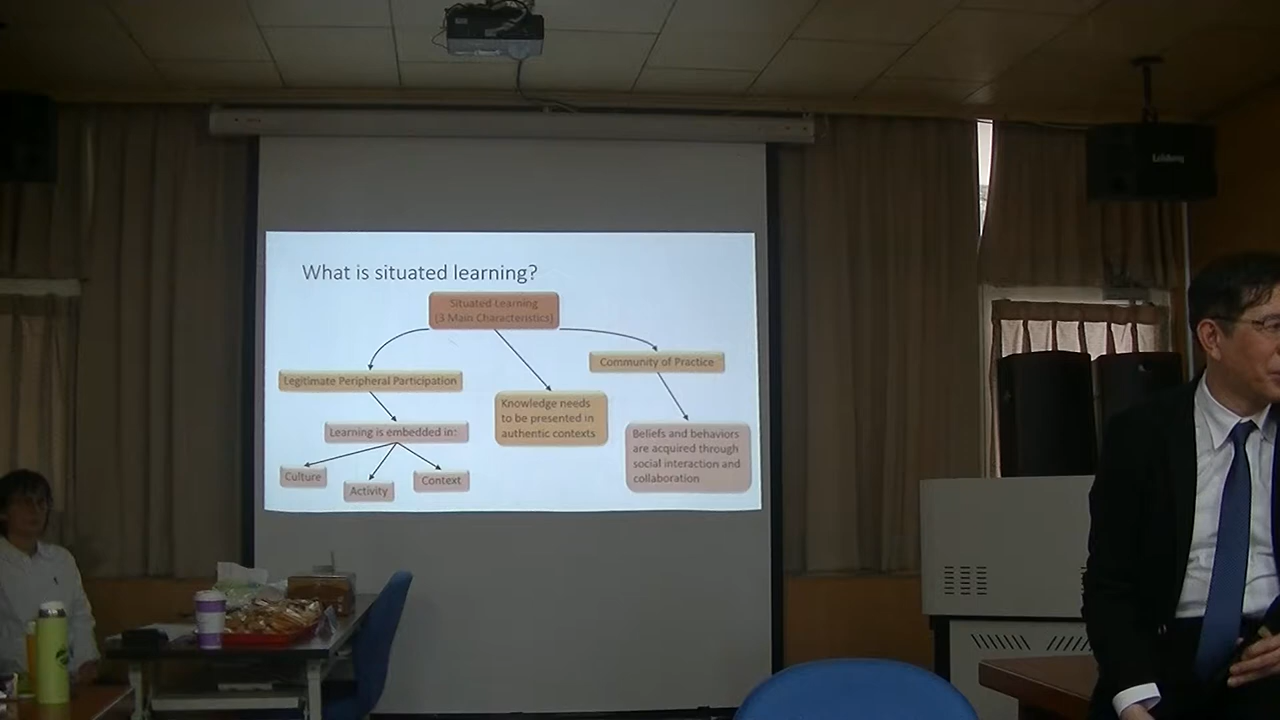 What is situated learning?
Situated Learning
(3 Main Characteristics)
Legitimate Peripheral Participation
Learning is embedded in:
Culture
Activity
Context
Knowledge needs
to be presented in
authentic contexts
Community of Practice
Beliefs and behaviors
are acquired through
social interaction and
collaboration